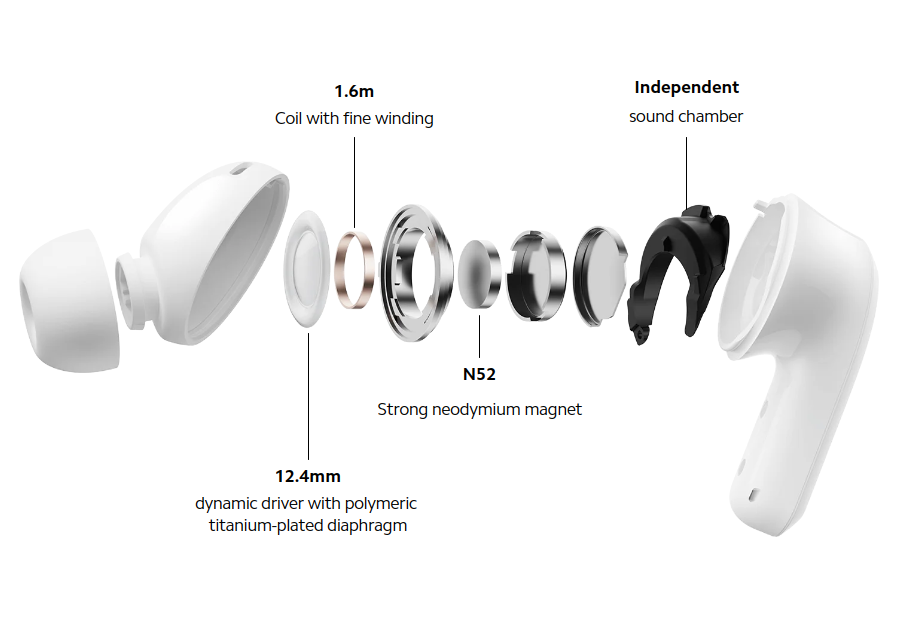 1.6m
Coil with fine winding
Independent
sound chamber
N52
Strong neodymium magnet
12.4mm
dynamic driver with polymeric
titanium-plated diaphragm